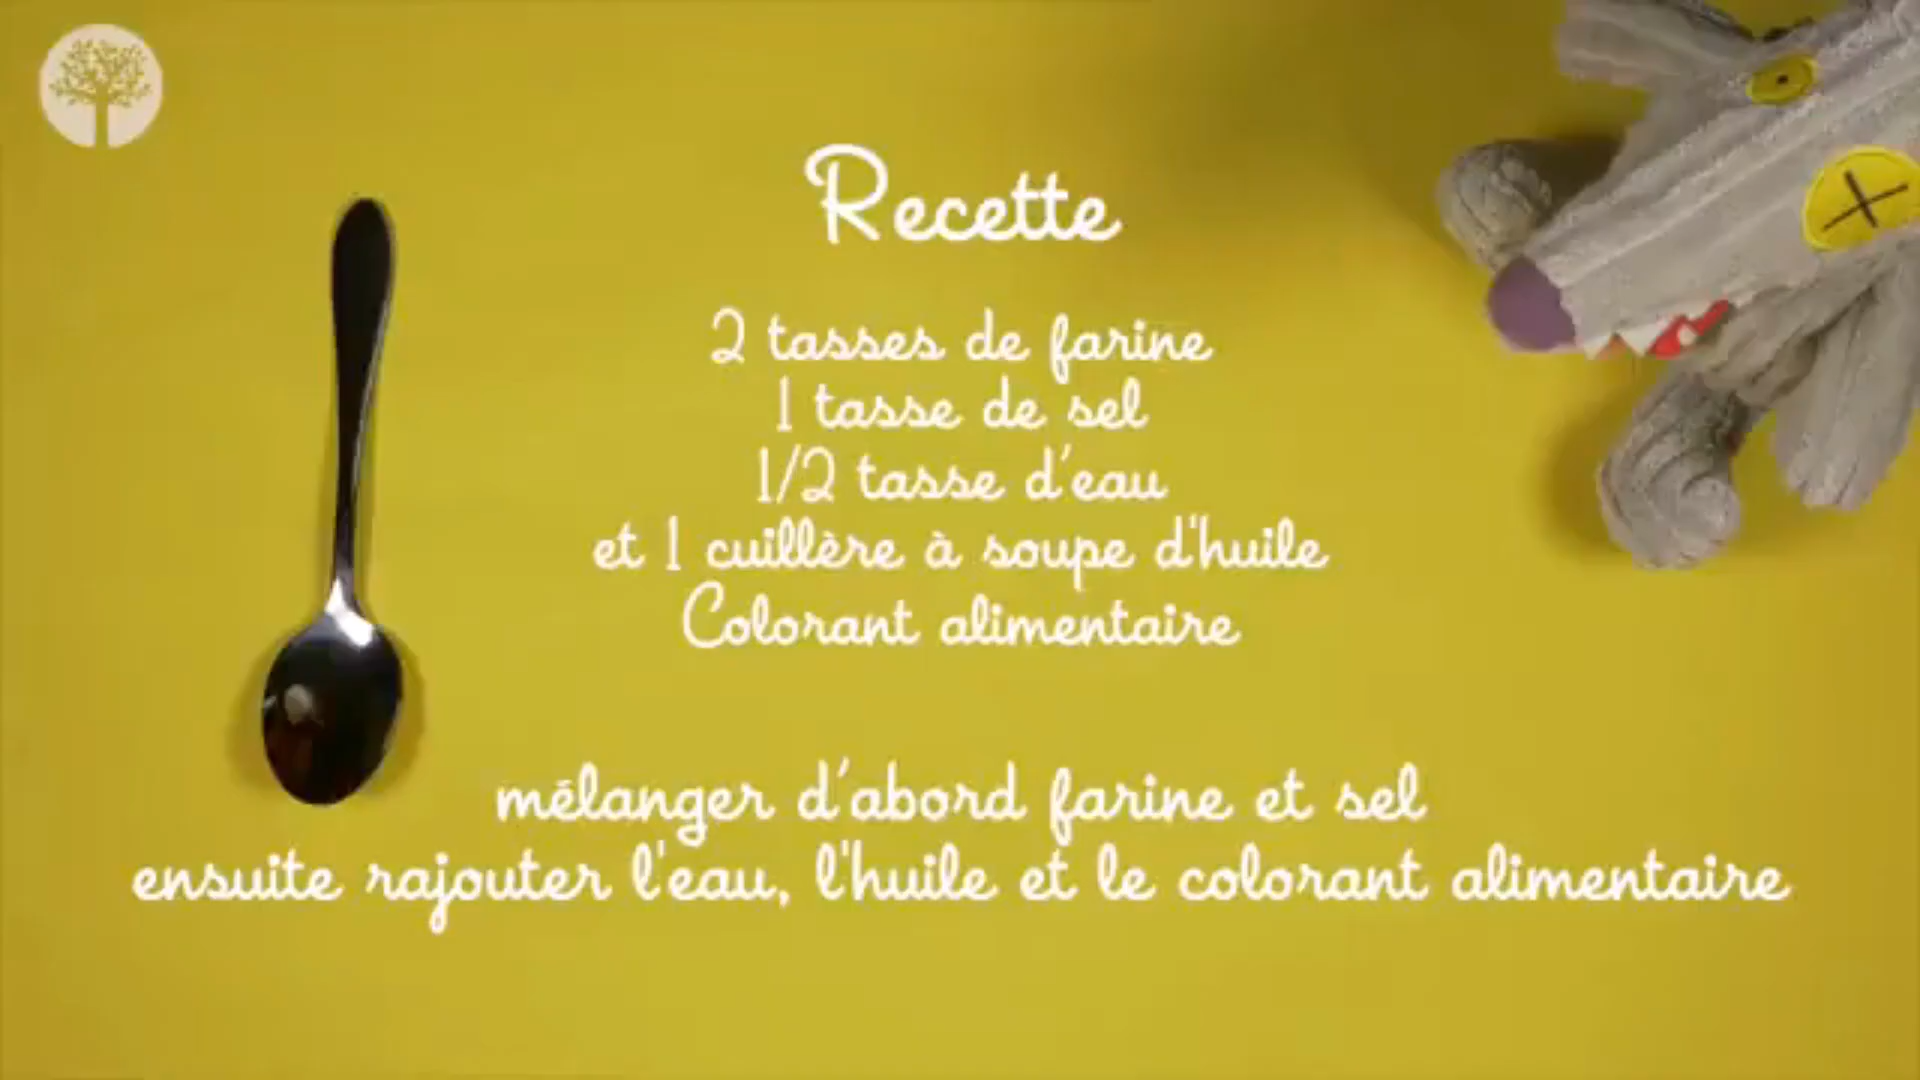 Recette
2 tasses de farine
1 tasse de sel
1/2 tasse d'eau
et 1 cuillère à soupe d'huile
Colorant alimentaire
mélanger d'abord farine et sel
ensuite rajouter l'eau, l'huile et le colorant alimentaire